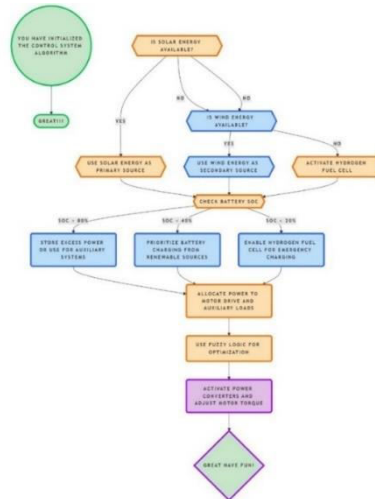 YOU HAVE INITIALIZED
THE CONTROL SYSTEM
ALGORITHM
GREAT!!!
IS SOLAR ENERGY
AVAILABLE?
NO
NO
IS WIND ENERGY
AVAILABLE?
YES
YES
NO
USE SOLAR ENERGY AS
PRIMARY SOURCE
USE WIND ENERGY AS
SECONDARY SOURCE
ACTIVATE HYDROGEN
FUEL CELL
CHECK BATTERY SOC
SOC > 80%
SOC < 40%
SOC < 20%
STORE EXCESS POWER
OR USE FOR AUXILIARY
SYSTEMS
PRIORITIZE BATTERY
CHARGING FROM
RENEWABLE SOURCES
ENABLE HYDROGEN FUEL
CELL FOR EMERGENCY
CHARGING
ALLOCATE POWER TO
MOTOR DRIVE AND
AUXILIARY LOADS
USE FUZZY LOGIC FOR
OPTIMIZATION
ACTIVATE POWER
CONVERTERS AND
ADJUST MOTOR TORQUE
GREAT HAVE FUN!